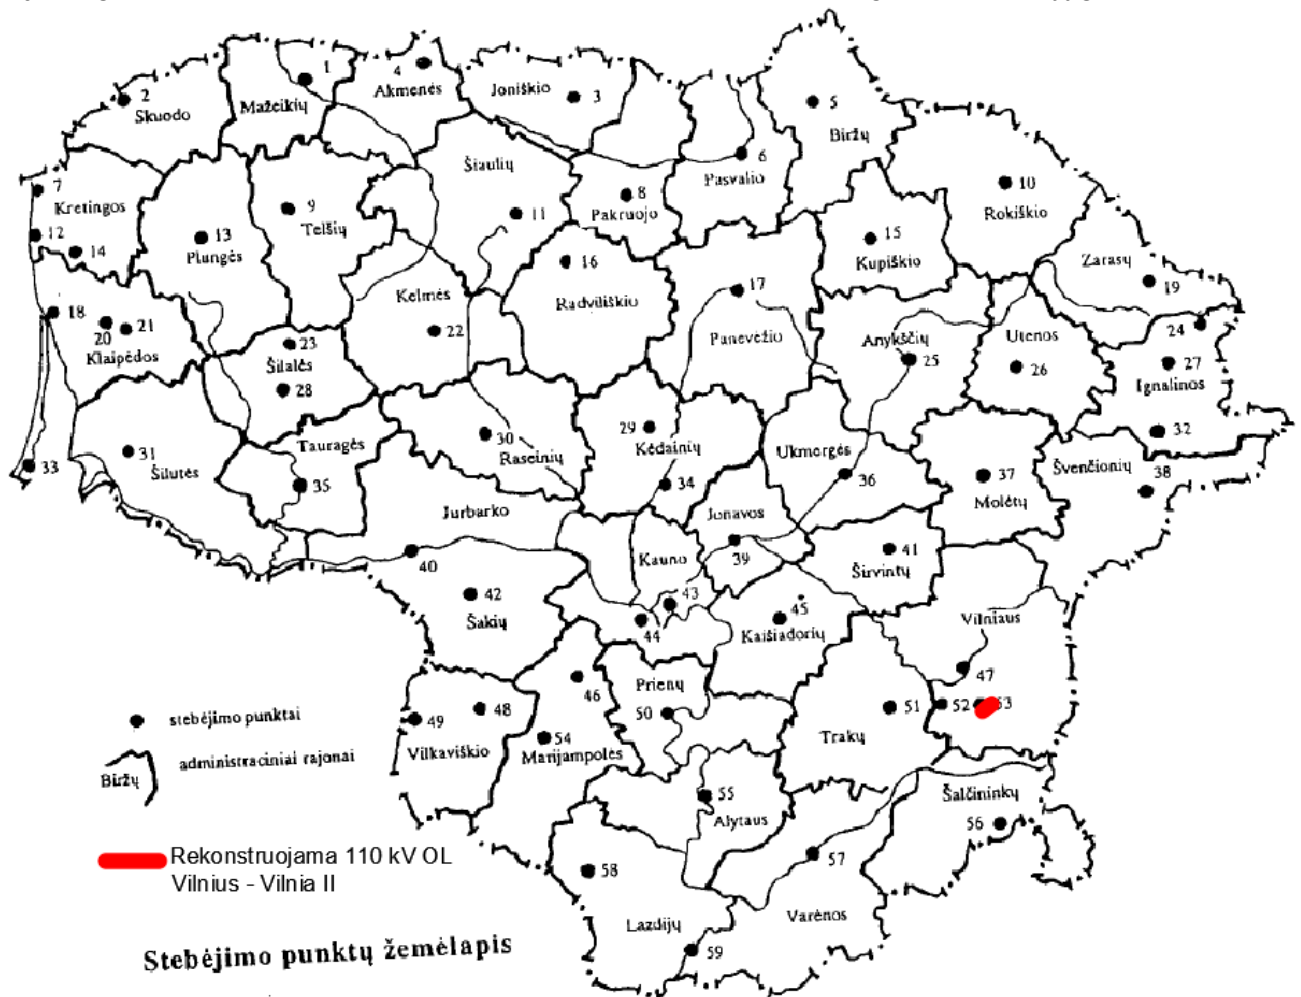 1
4
2
Skuodo
Mažeikių
Akmenės
Joniškio
3
5
Biržų
6
Pasvalio
Šiaulių
7
Kretingos
9
Telšių
8
Pakruojo
10
Rokiškio
11
12
13
Plungės
14
15
Kupiškio
Zarasų
16
17
19
Kelmės
Radviliškio
18
20
21
Klaipėdos
22
23
Šilalės
Panevėžio
Anykščių
25
Utenos
26
24
27
Ignalinos
28
29
Kėdainių
30
Raseinių
Tauragės
31
Šilutės
32
Ukmergės
33
34
35
36
37
Molėtų
Švenčionių
38
Jurbarko
Jonavos
39
40
Kauno
41
Širvintų
42
Šakių
43
44
45
Kaišiadorių
Vilniaus
46
47
Prienų
48
49
50
51
52
53
Vilkaviškio
54
Marijampolės
Trakų
stebėjimo punktai
administraciniai rajonai
Biržų
55
Alytaus
Šalčininkų
56
57
58
Rekonstruojama 110 kV OL
Vilnius - Vilnia II
Lazdijų
Varėnos
59
Stebėjimo punktų žemėlapis